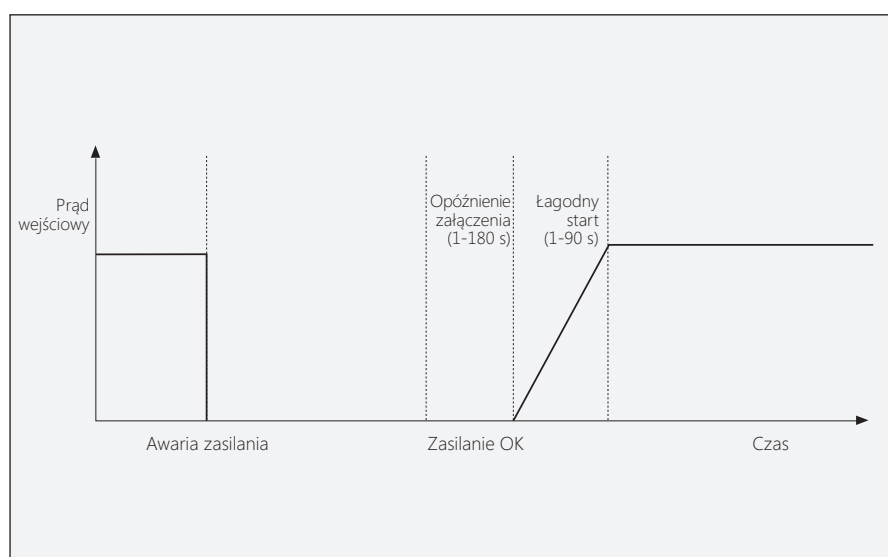 Prąd
wejściowy
Opóźnienie
załączenia
(1-180 s)
Łagodny
start
(1-90 s)
Awaria zasilania
Zasilanie OK
Czas